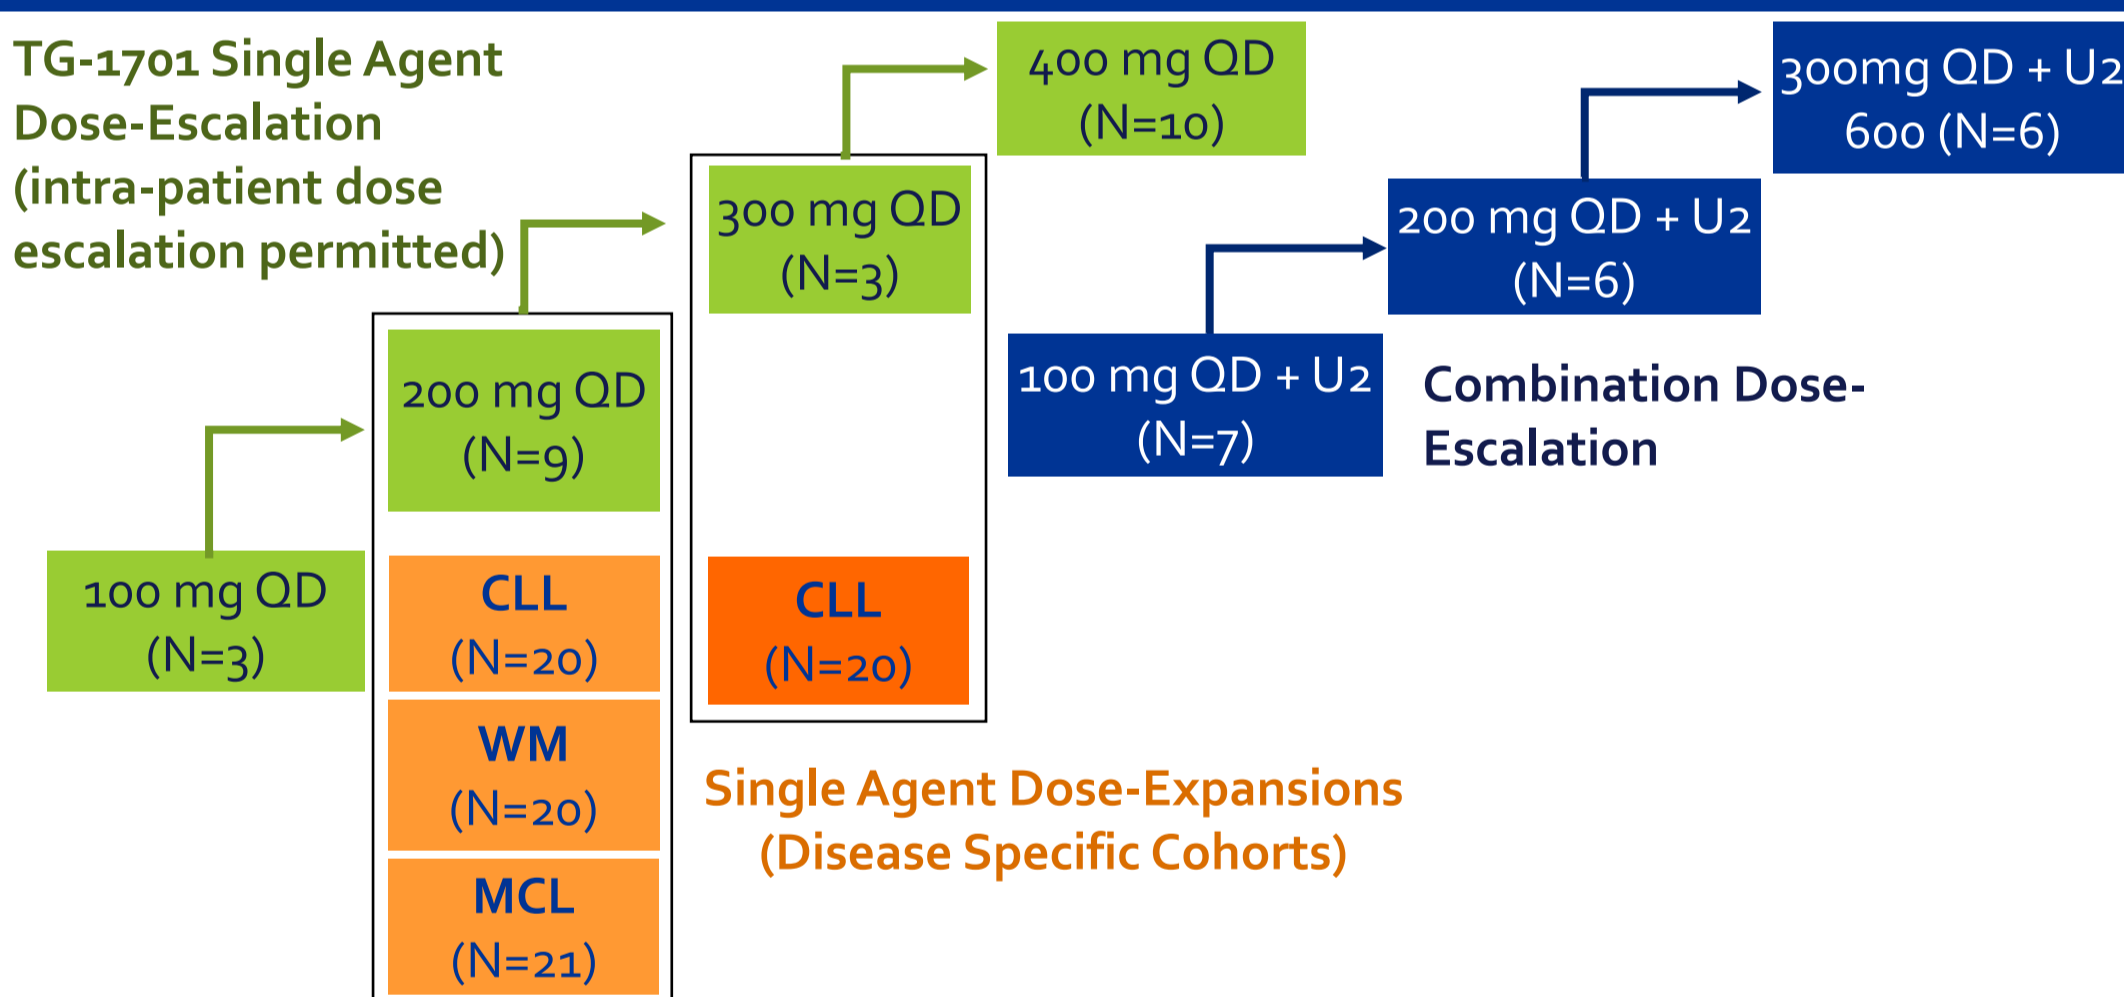 TG-1701 Single Agent
Dose-Escalation
(intra-patient dose
escalation permitted)
100 mg QD
(N=3)
200 mg QD
(N=9)
CLL
(N=20)
WM
(N=20)
MCL
(N=21)
300 mg QD
(N=3)
CLL
(N=20)
400 mg QD
(N=10)
Single Agent Dose-Expansions
(Disease Specific Cohorts)
100 mg QD + U2
(N=7)
200 mg QD + U2
(N=6)
300mg QD + U2
600 (N=6)
Combination Dose-
Escalation